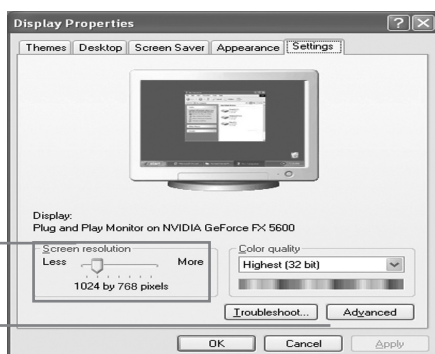 Display Properties
Themes Desktop Screen Saver Appearance Settings
Display:
Plug and Play Monitor on NVIDIA GeForce FX 5600
Screen resolution
Less More
1024 by 768 pixels
Color quality
Highest (32 bit)
Troubleshoot... Advanced
OK Cancel Apply